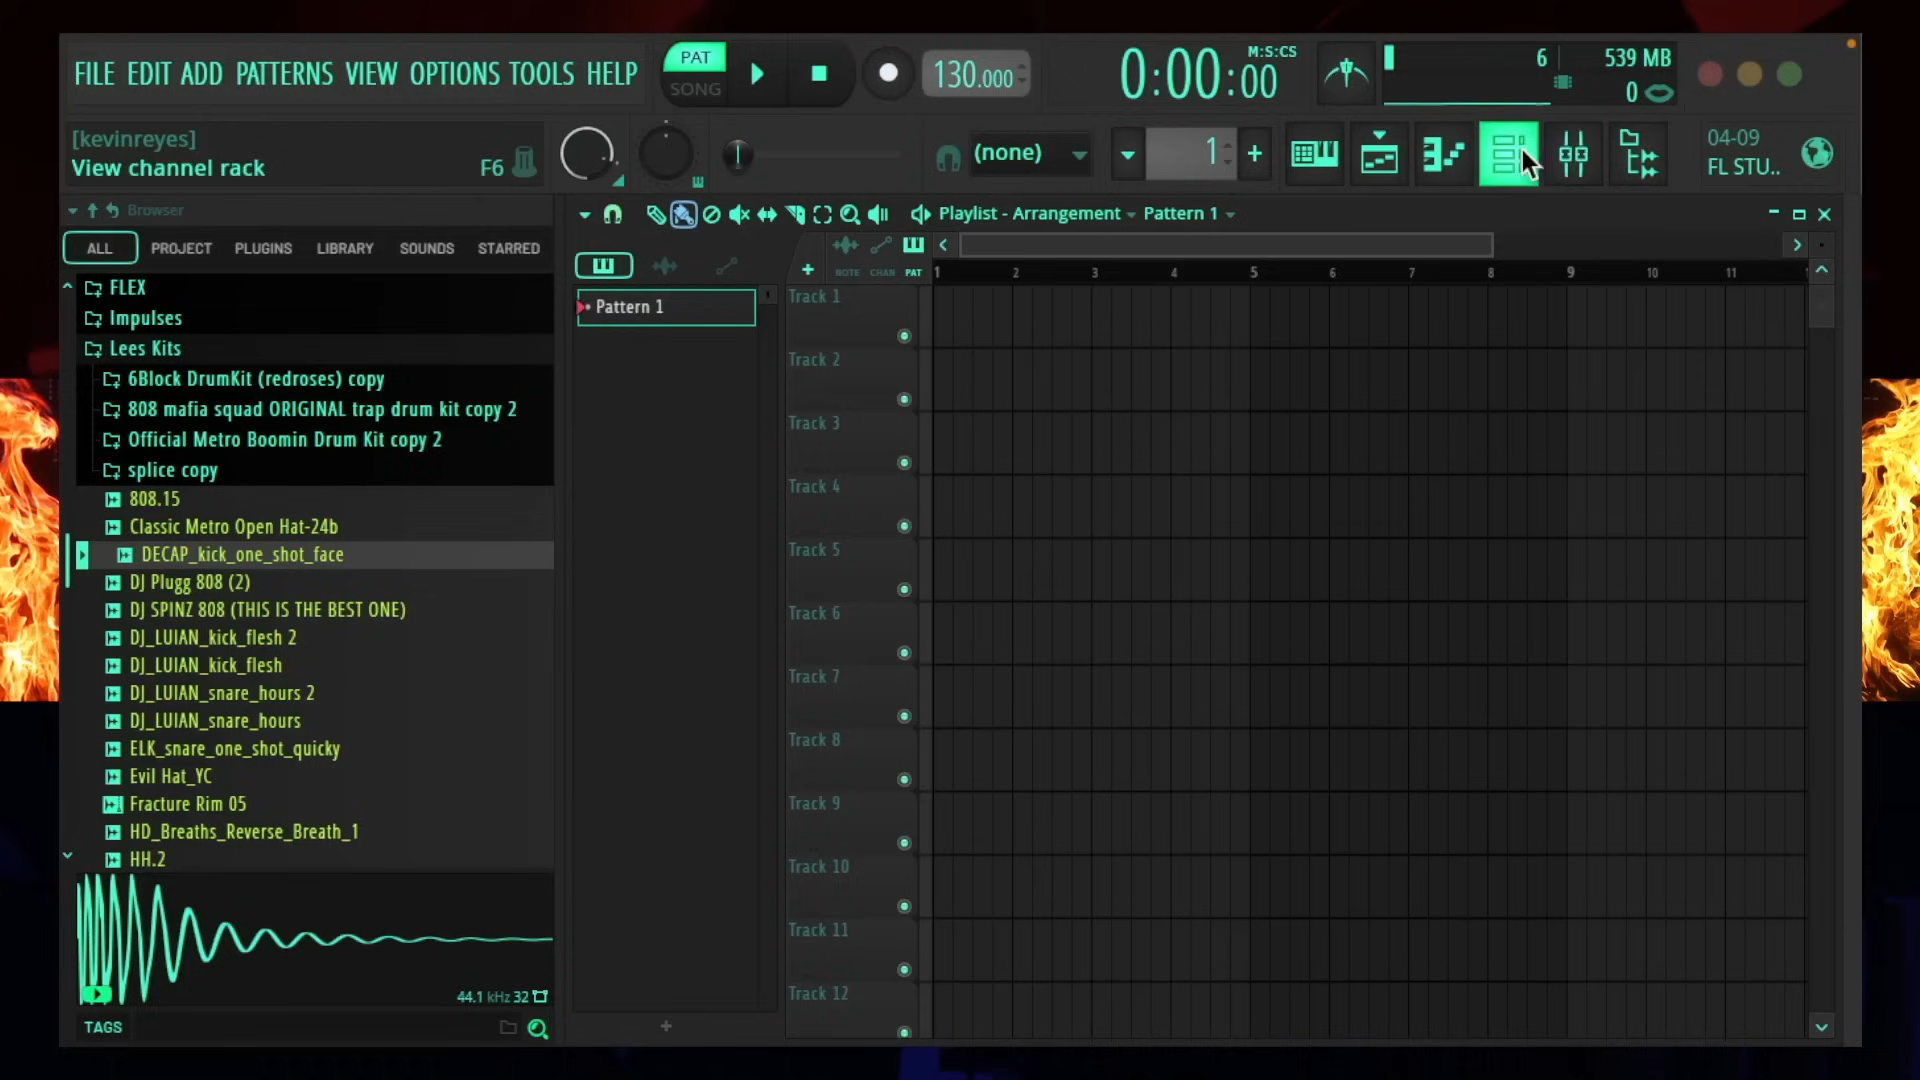 FILE EDIT ADD PATTERNS VIEW OPTIONS TOOLS HELP
PAT
SONG
130.000
0:00:00
M:S:CS
6
539 MB
0
[kevinreyes]
View channel rack
F6
(none)
1
+
04-09
FL STU..
Browser
Playlist - Arrangement
Pattern 1
ALL
PROJECT
PLUGINS
LIBRARY
SOUNDS
STARRED
NOTE
CHAN
PAT
1 2 3 4 5 6 7 8 9 10 11
FLEX
Impulses
Lees Kits
6Block DrumKit (redroses) copy
808 mafia squad ORIGINAL trap drum kit copy 2
Official Metro Boomin Drum Kit copy 2
splice copy
808.15
Classic Metro Open Hat-24b
DECAP_kick_one_shot_face
DJ Plugg 808 (2)
DJ SPINZ 808 (THIS IS THE BEST ONE)
DJ_LUIAN_kick_flesh 2
DJ_LUIAN_kick_flesh
DJ_LUIAN_snare_hours 2
DJ_LUIAN_snare_hours
ELK_snare_one_shot_quicky
Evil Hat_YC
Fracture Rim 05
HD_Breaths_Reverse_Breath_1
HH.2
44.1 kHz 32
TAGS
Pattern 1
+
Track 1
Track 2
Track 3
Track 4
Track 5
Track 6
Track 7
Track 8
Track 9
Track 10
Track 11
Track 12